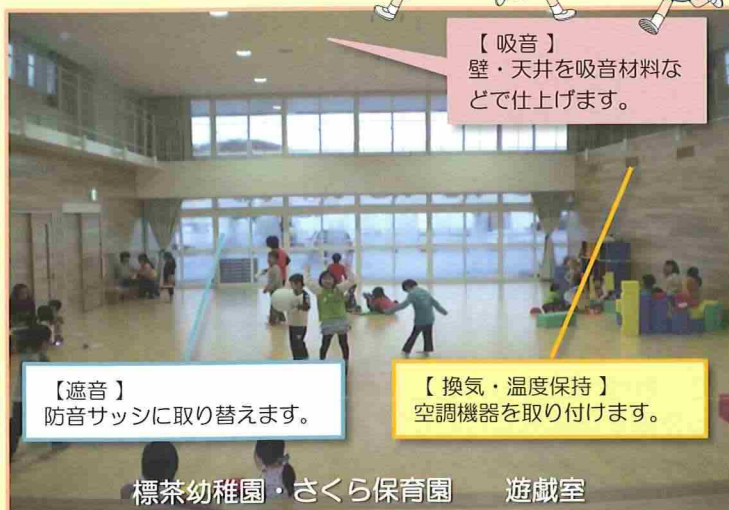 【 吸音 】
壁・天井を吸音材料な
どで仕上げます。
【遮音 】
防音サッシに取り替えます。
【 換気・温度保持 】
空調機器を取り付けます。
標茶幼稚園・さくら保育園　遊戯室